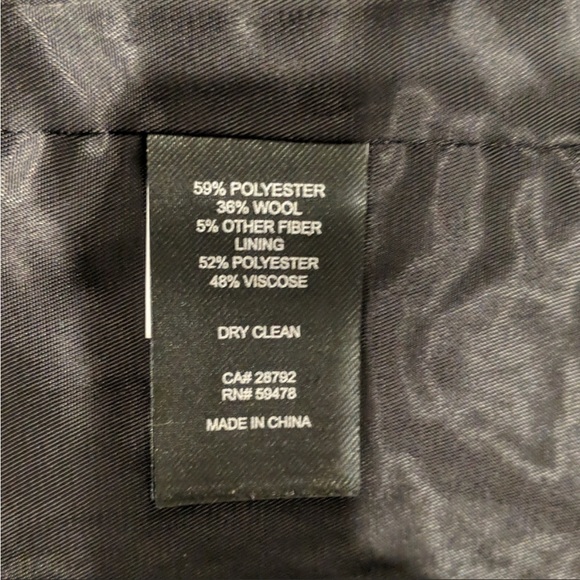 59% POLYESTER
36% WOOL
5% OTHER FIBER
LINING
52% POLYESTER
48% VISCOSE
DRY CLEAN
CA# 28792
RN# 59478
MADE IN CHINA